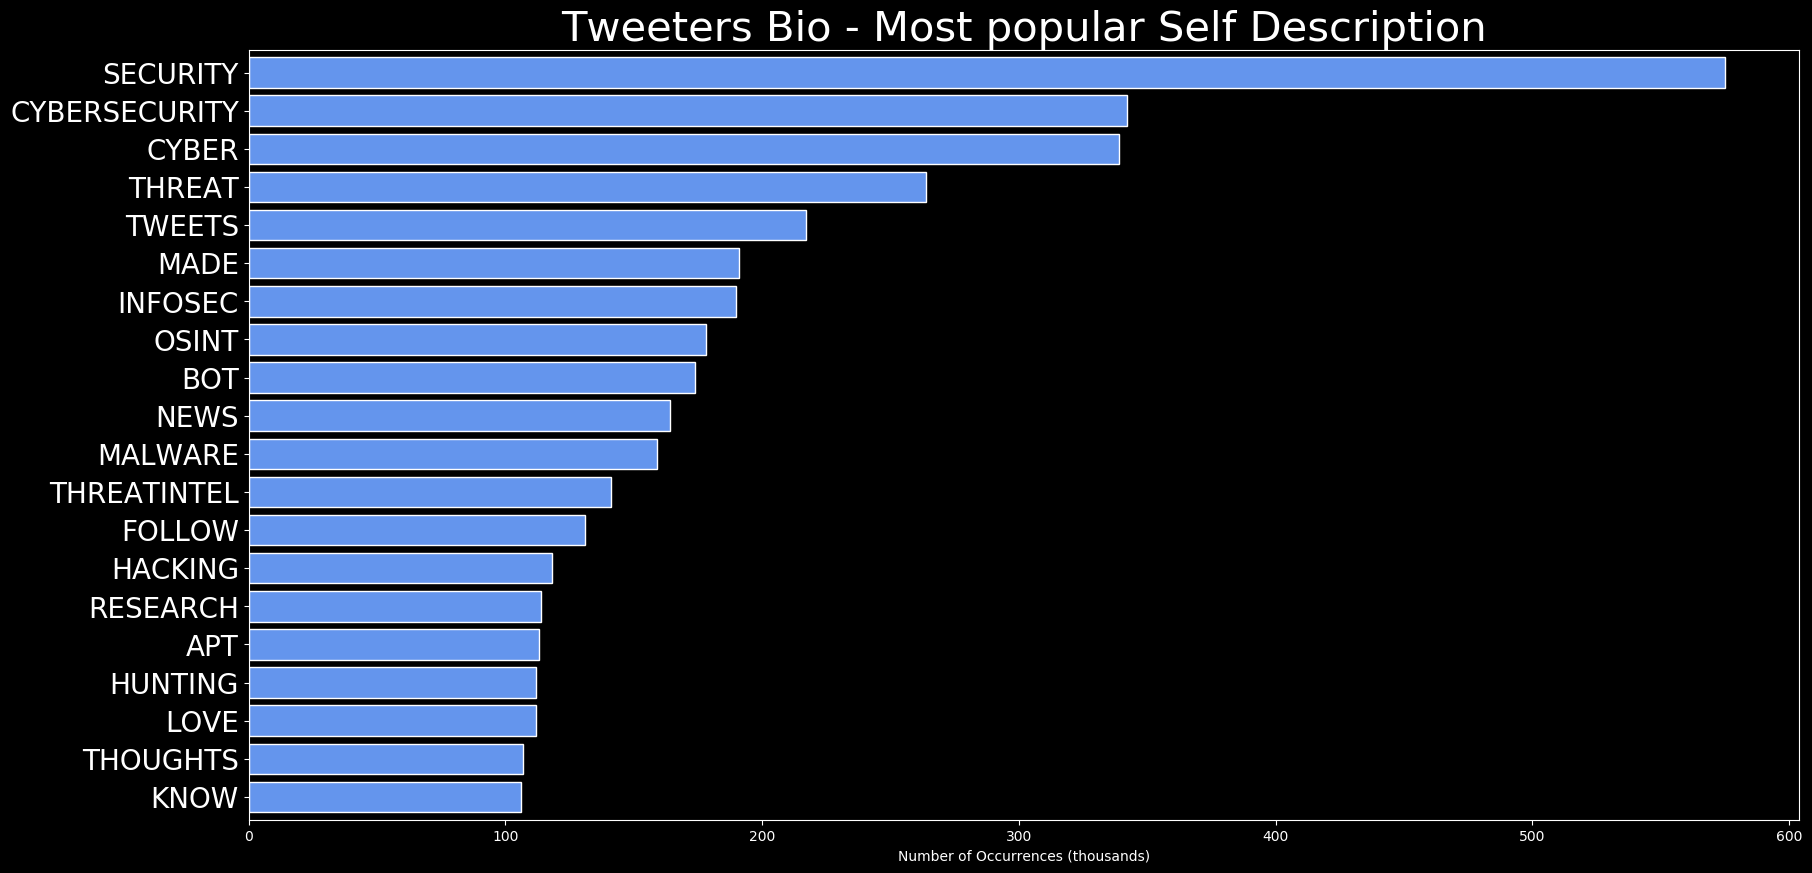 Tweeters Bio - Most popular Self Description
SECURITY
CYBERSECURITY
CYBER
THREAT
TWEETS
MADE
INFOSEC
OSINT
BOT
NEWS
MALWARE
THREATINTEL
FOLLOW
HACKING
RESEARCH
APT
HUNTING
LOVE
THOUGHTS
KNOW
0 100 200 300 400 500 600
Number of Occurrences (thousands)